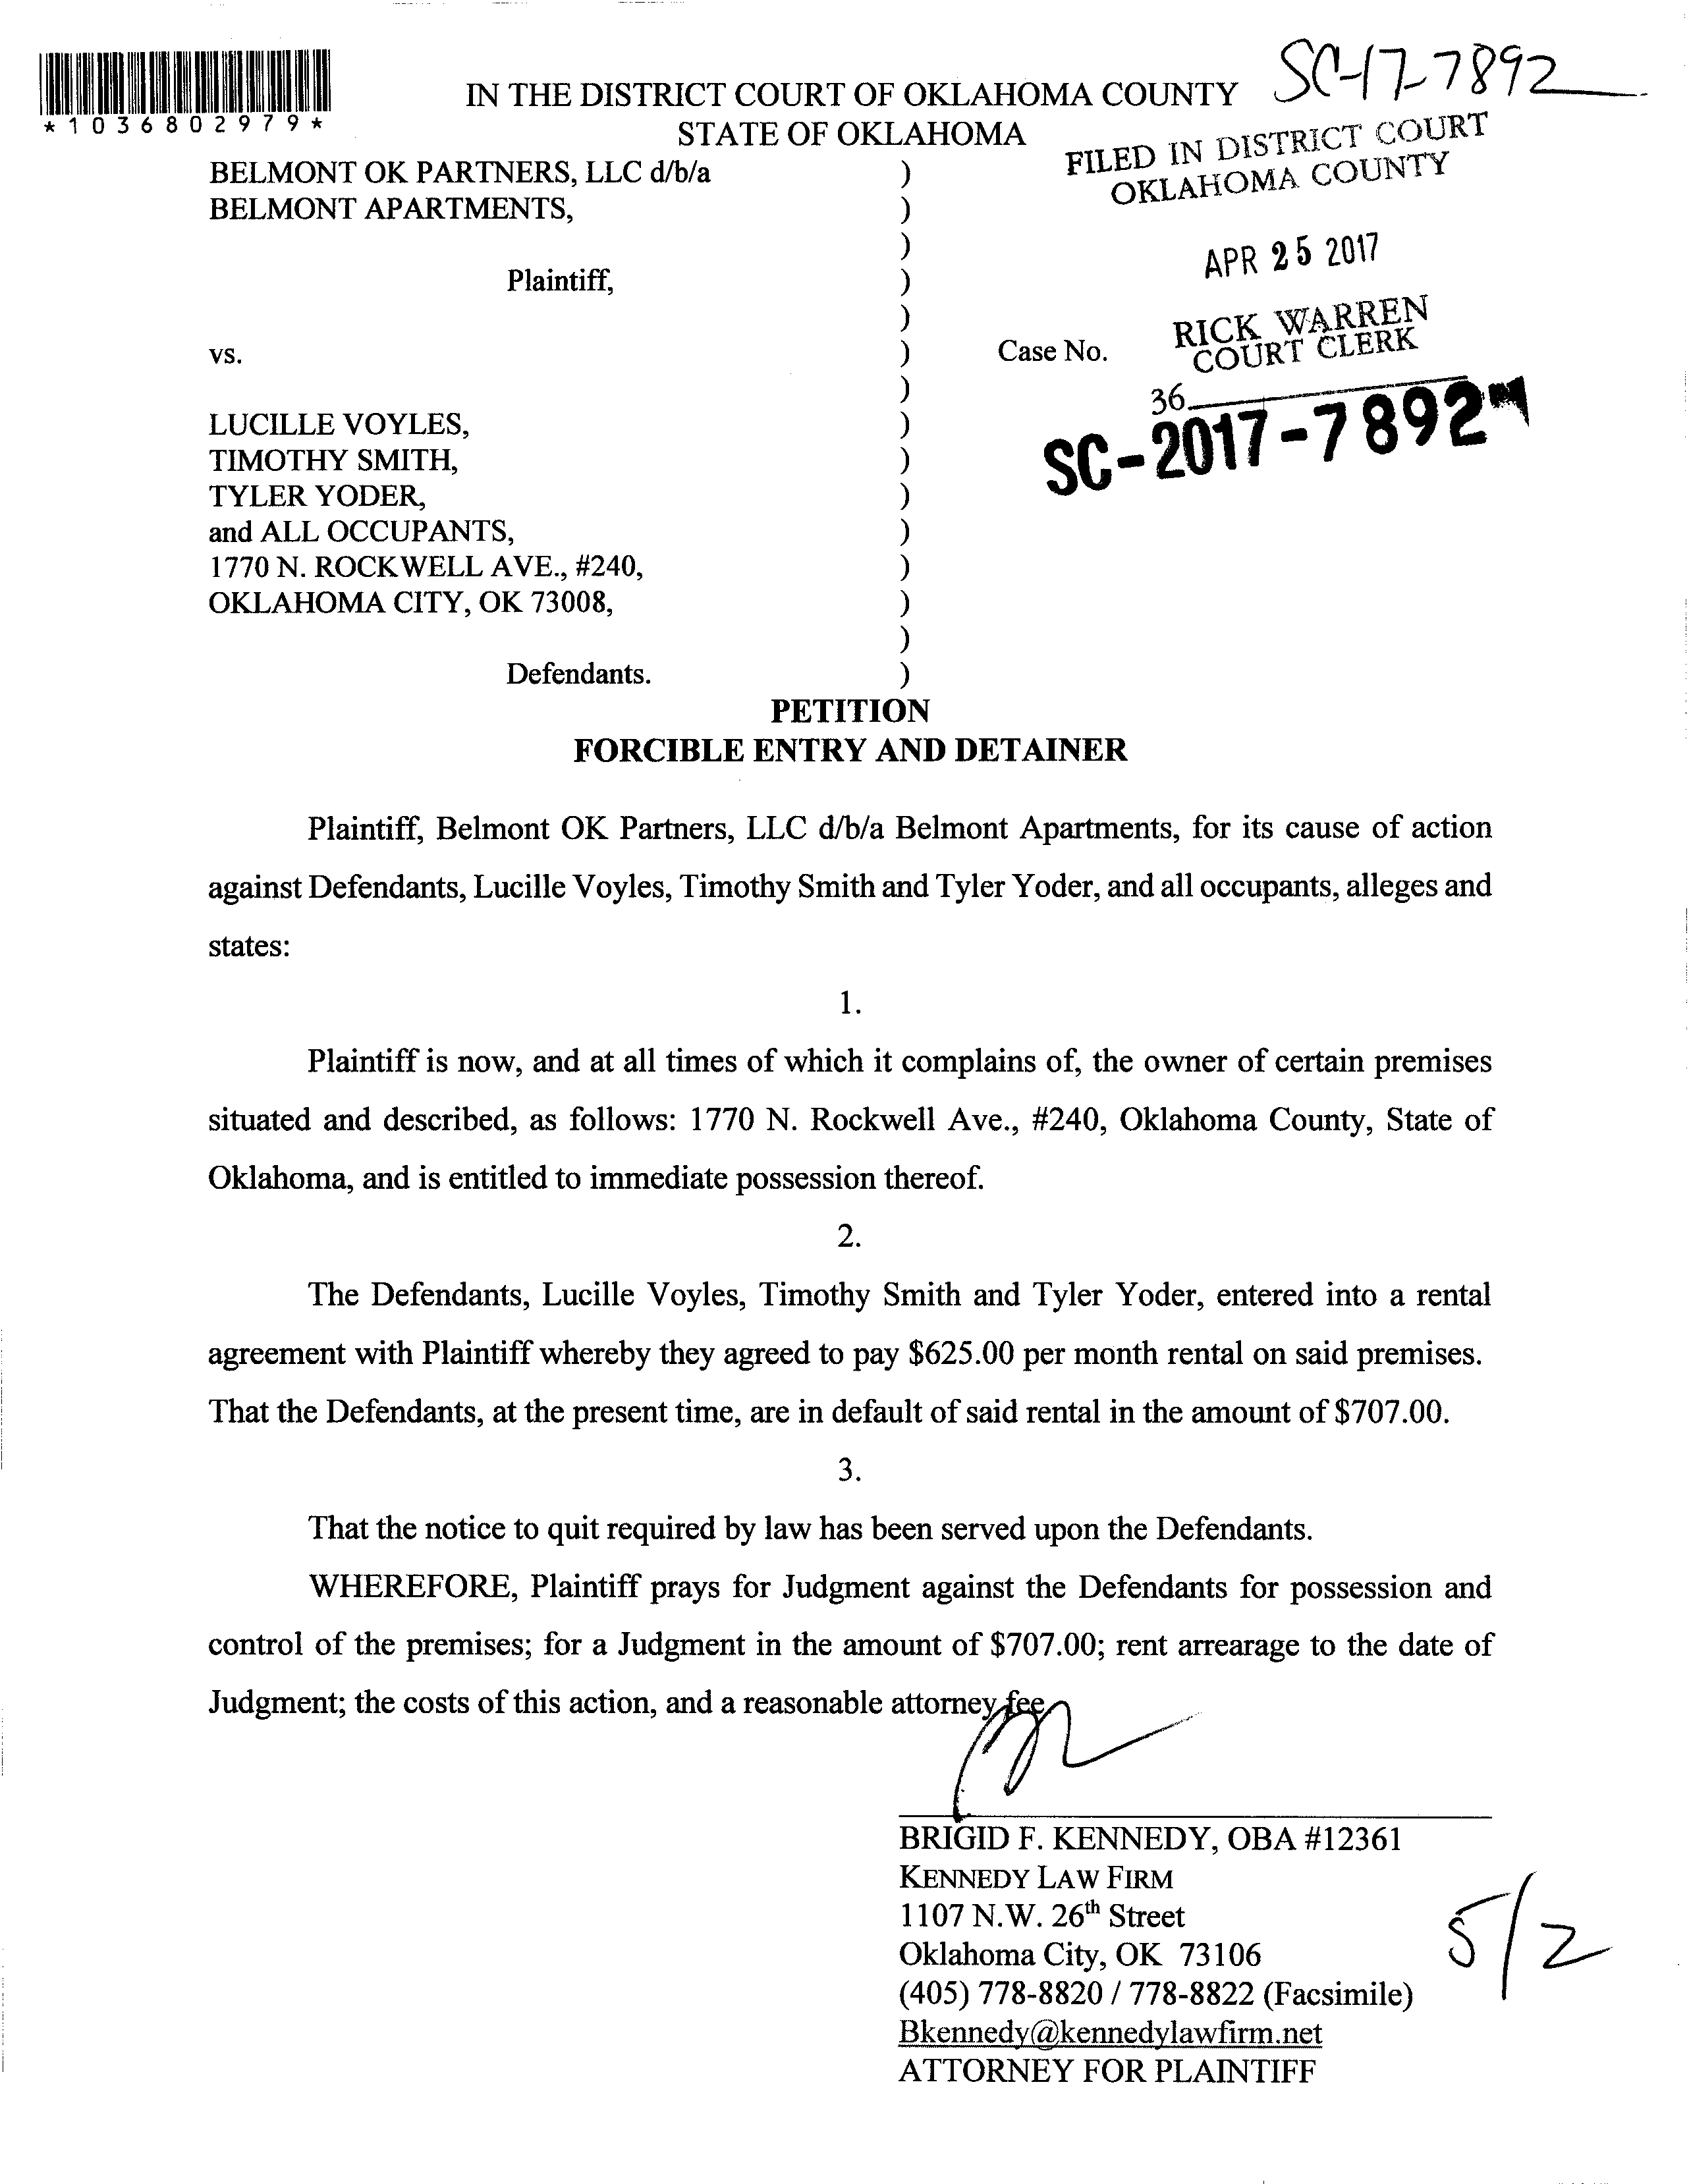 SC-17-7892
*1036802979*
IN THE DISTRICT COURT OF OKLAHOMA COUNTY
STATE OF OKLAHOMA
FILED IN DISTRICT COURT
OKLAHOMA COUNTY
APR 25 2017
RICK WARREN
COURT CLERK
36
BELMONT OK PARTNERS, LLC d/b/a )
BELMONT APARTMENTS, )
)
Plaintiff, )
)
vs. ) Case No.
)
SC-2017-7892
LUCILLE VOYLES, )
TIMOTHY SMITH, )
TYLER YODER, )
and ALL OCCUPANTS, )
1770 N. ROCKWELL AVE., #240, )
OKLAHOMA CITY, OK 73008, )
)
Defendants. )
PETITION
FORCIBLE ENTRY AND DETAINER
Plaintiff, Belmont OK Partners, LLC d/b/a Belmont Apartments, for its cause of action
against Defendants, Lucille Voyles, Timothy Smith and Tyler Yoder, and all occupants, alleges and
states:
1.
Plaintiff is now, and at all times of which it complains of, the owner of certain premises
situated and described, as follows: 1770 N. Rockwell Ave., #240, Oklahoma County, State of
Oklahoma, and is entitled to immediate possession thereof.
2.
The Defendants, Lucille Voyles, Timothy Smith and Tyler Yoder, entered into a rental
agreement with Plaintiff whereby they agreed to pay $625.00 per month rental on said premises.
That the Defendants, at the present time, are in default of said rental in the amount of $707.00.
3.
That the notice to quit required by law has been served upon the Defendants.
WHEREFORE, Plaintiff prays for Judgment against the Defendants for possession and
control of the premises; for a Judgment in the amount of $707.00; rent arrearage to the date of
Judgment; the costs of this action, and a reasonable attorney fee
BRIGID F. KENNEDY, OBA #12361
KENNEDY LAW FIRM
1107 N.W. 26th Street
Oklahoma City, OK 73106
(405) 778-8820 / 778-8822 (Facsimile)
Bkennedy@kennedylawfirm.net
ATTORNEY FOR PLAINTIFF
5/2